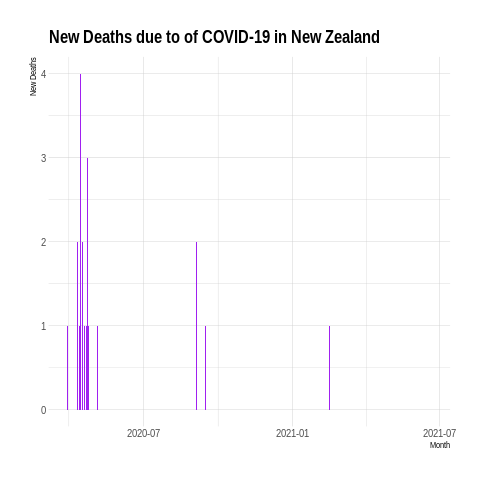 New Deaths due to of COVID-19 in New Zealand
New Deaths
4
3
2
1
0
2020-07
2021-01
2021-07
Month